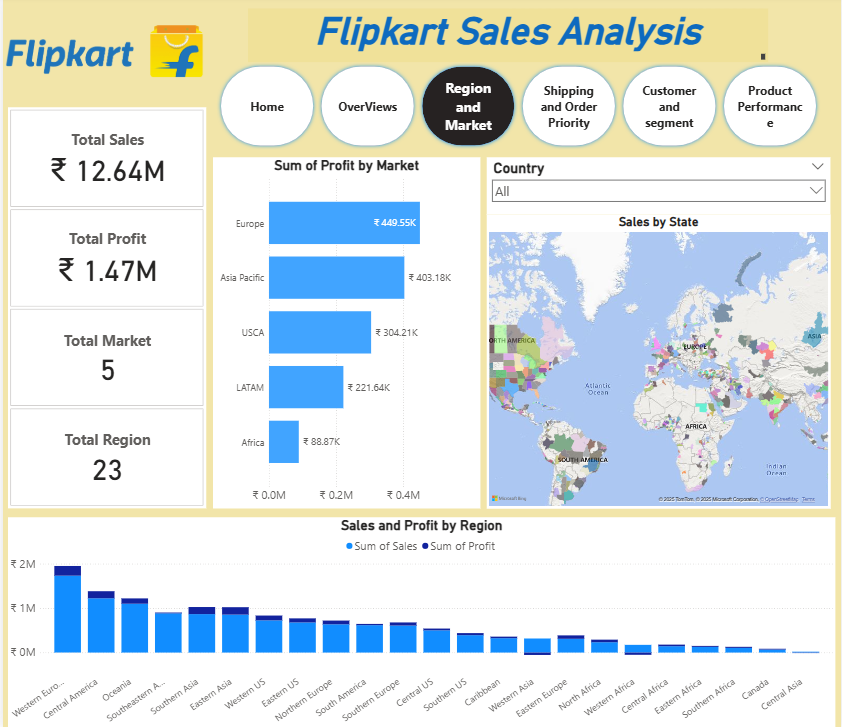 Flipkart
Flipkart Sales Analysis
Home
OverViews
Region
and
Market
Shipping
and Order
Priority
Customer
and
segment
Product
Performanc
e
Total Sales
₹ 12.64M
Total Profit
₹ 1.47M
Total Market
5
Total Region
23
Sum of Profit by Market
Europe
₹ 449.55K
Asia Pacific
₹ 403.18K
USCA
₹ 304.21K
LATAM
₹ 221.64K
Africa
₹ 88.87K
₹ 0.0M
₹ 0.2M
₹ 0.4M
Country
All
Sales by State
ORTH AMERICA
EUROPE
ASIA
Atlantic
Ocean
AFRICA
SOUTH AMERICA
Indian
Ocean
Microsoft Bing
© 2025 TomTom, © 2025 Microsoft Corporation, © OpenStreetMap Terms
Sales and Profit by Region
Sum of Sales
Sum of Profit
₹ 2M
₹ 1M
₹ 0M
Western Euro...
Central America
Oceania
Southeastern A...
Southern Asia
Eastern Asia
Western US
Eastern US
Northern Europe
South America
Southern Europe
Central US
Southern US
Caribbean
Western Asia
Eastern Europe
North Africa
Western Africa
Central Africa
Eastern Africa
Southern Africa
Canada
Central Asia